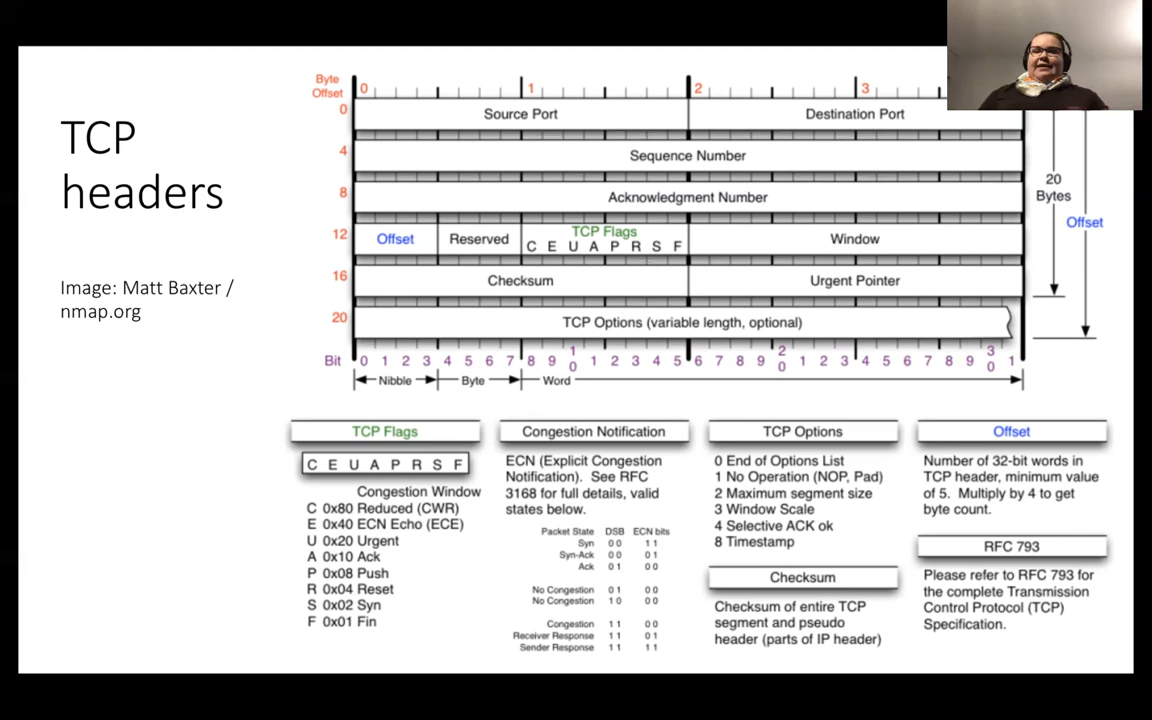 TCP
headers
Image: Matt Baxter /
nmap.org
Byte
Offset
0 1 2 3
0 Source Port Destination Port
4 Sequence Number
8 Acknowledgment Number
12 Offset Reserved TCP Flags Window
C E U A P R S F
16 Checksum Urgent Pointer
20 TCP Options (variable length, optional)
20
Bytes
Offset
Bit 0 1 2 3 4 5 6 7 8 9 1 0 1 2 3 4 5 6 7 8 9 2 0 1 2 3 4 5 6 7 8 9 3 0 1
Nibble Byte Word
TCP Flags
C E U A P R S F
Congestion Window
C 0x80 Reduced (CWR)
E 0x40 ECN Echo (ECE)
U 0x20 Urgent
A 0x10 Ack
P 0x08 Push
R 0x04 Reset
S 0x02 Syn
F 0x01 Fin
Congestion Notification
ECN (Explicit Congestion
Notification). See RFC
3168 for full details, valid
states below.
Packet State DSB ECN bits
Syn 0 0 1 1
Syn-Ack 0 0 0 1
Ack 0 1 0 0
No Congestion 0 1 0 0
No Congestion 1 0 0 0
Congestion 1 1 0 0
Receiver Response 1 1 0 1
Sender Response 1 1 1 1
TCP Options
0 End of Options List
1 No Operation (NOP, Pad)
2 Maximum segment size
3 Window Scale
4 Selective ACK ok
8 Timestamp
Checksum
Checksum of entire TCP
segment and pseudo
header (parts of IP header)
Offset
Number of 32-bit words in
TCP header, minimum value
of 5. Multiply by 4 to get
byte count.
RFC 793
Please refer to RFC 793 for
the complete Transmission
Control Protocol (TCP)
Specification.